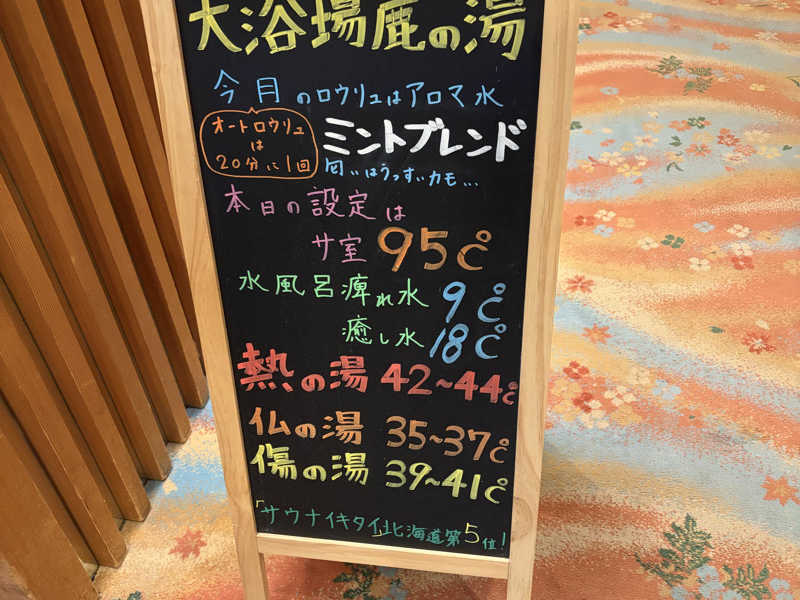 大浴場鹿の湯
今月のロウリュはアロマ水
オートロウリュ
は
20分に1回
ミントブレンド
匂いはうっすぃカモ...
本日の設定は
サ室 95℃
水風呂痺れ水 9℃
癒し水 18℃
熱の湯 42~44℃
仏の湯 35~37℃
傷の湯 39~41℃
「サウナイキタイ」北海道第5位!